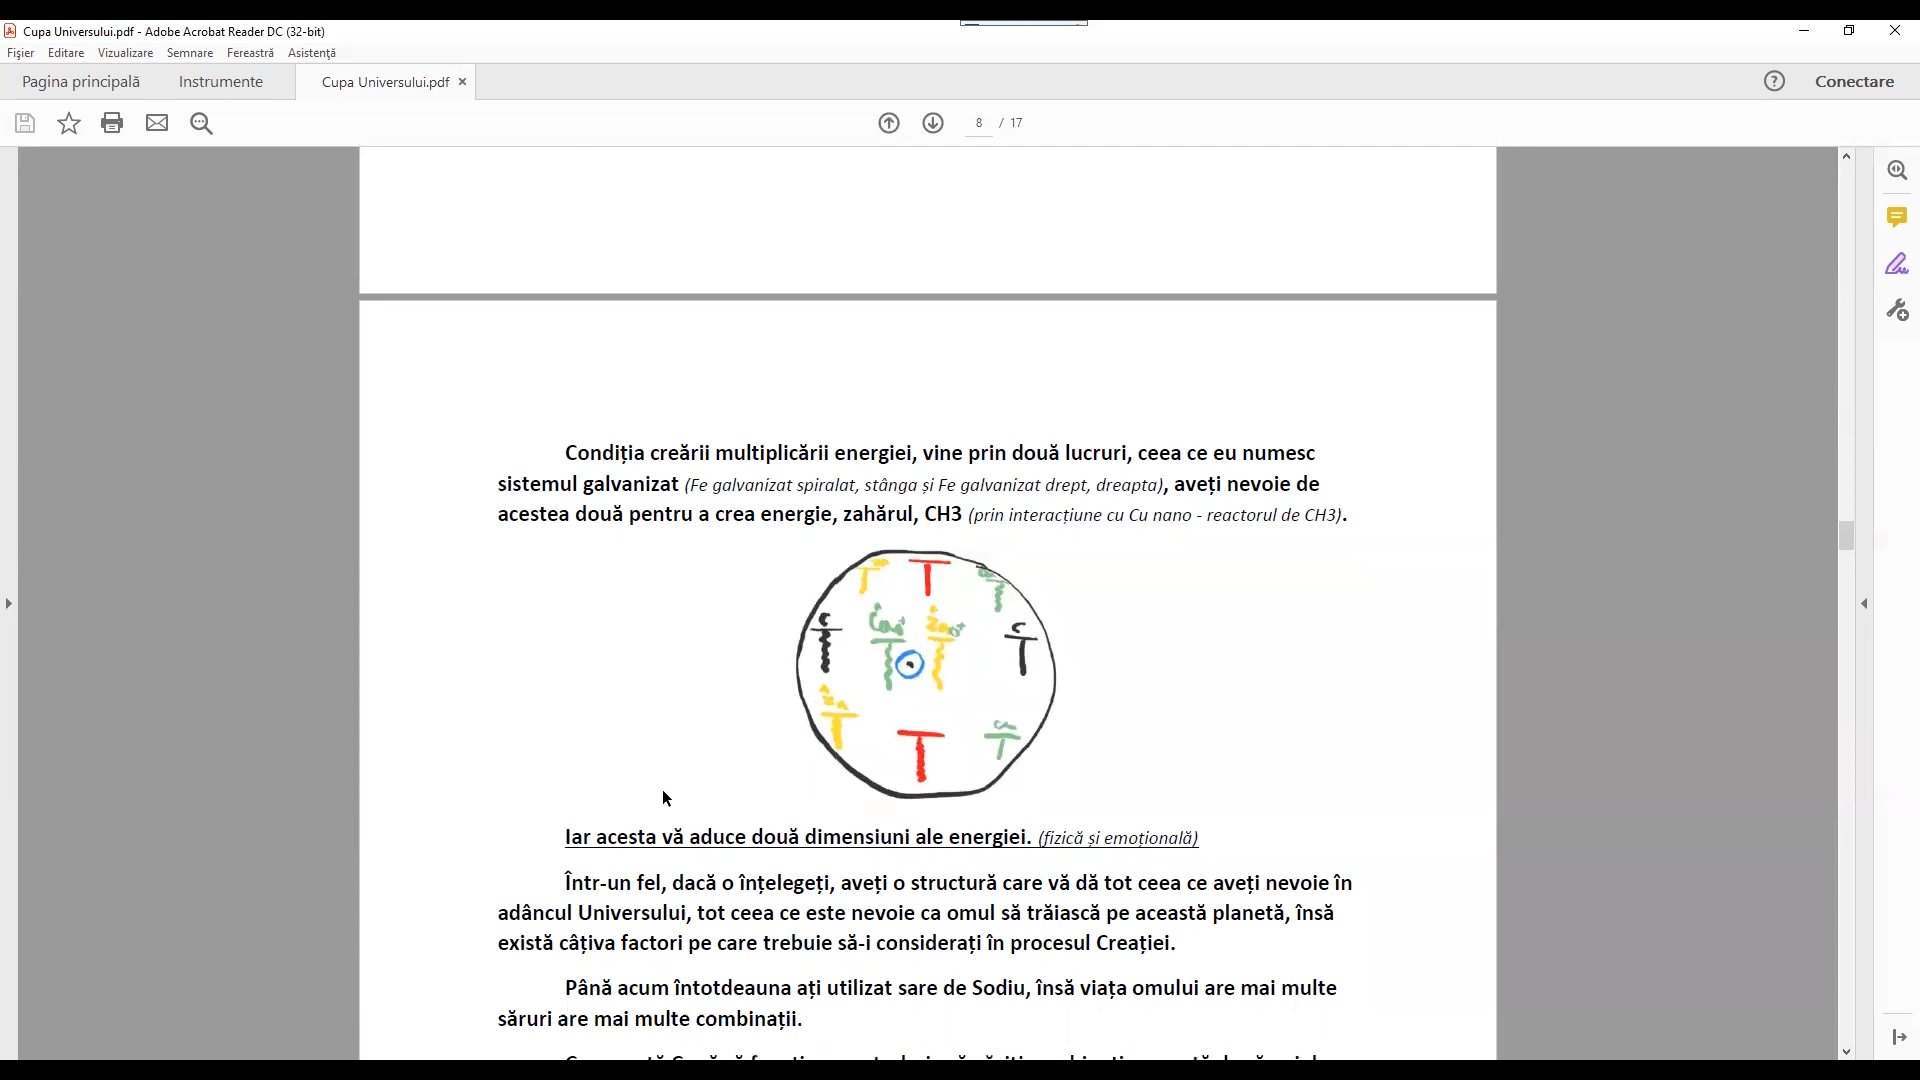 Cupa Universului.pdf - Adobe Acrobat Reader DC (32-bit)
Fişier Editare Vizualizare Semnare Fereastră Asistenţă
Pagina principală Instrumente Cupa Universului.pdf × Conectare
8 / 17
Condiția creării multiplicării energiei, vine prin două lucruri, ceea ce eu numesc
sistemul galvanizat (Fe galvanizat spiralat, stânga și Fe galvanizat drept, dreapta), aveți nevoie de
acestea două pentru a crea energie, zahărul, CH3 (prin interacțiune cu Cu nano - reactorul de CH3).
Iar acesta vă aduce două dimensiuni ale energiei. (fizică și emoțională)
Într-un fel, dacă o înțelegeți, aveți o structură care vă dă tot ceea ce aveți nevoie în
adâncul Universului, tot ceea ce este nevoie ca omul să trăiască pe această planetă, însă
există câțiva factori pe care trebuie să-i considerați în procesul Creației.
Până acum întotdeauna ați utilizat sare de Sodiu, însă viața omului are mai multe
săruri are mai multe combinații.